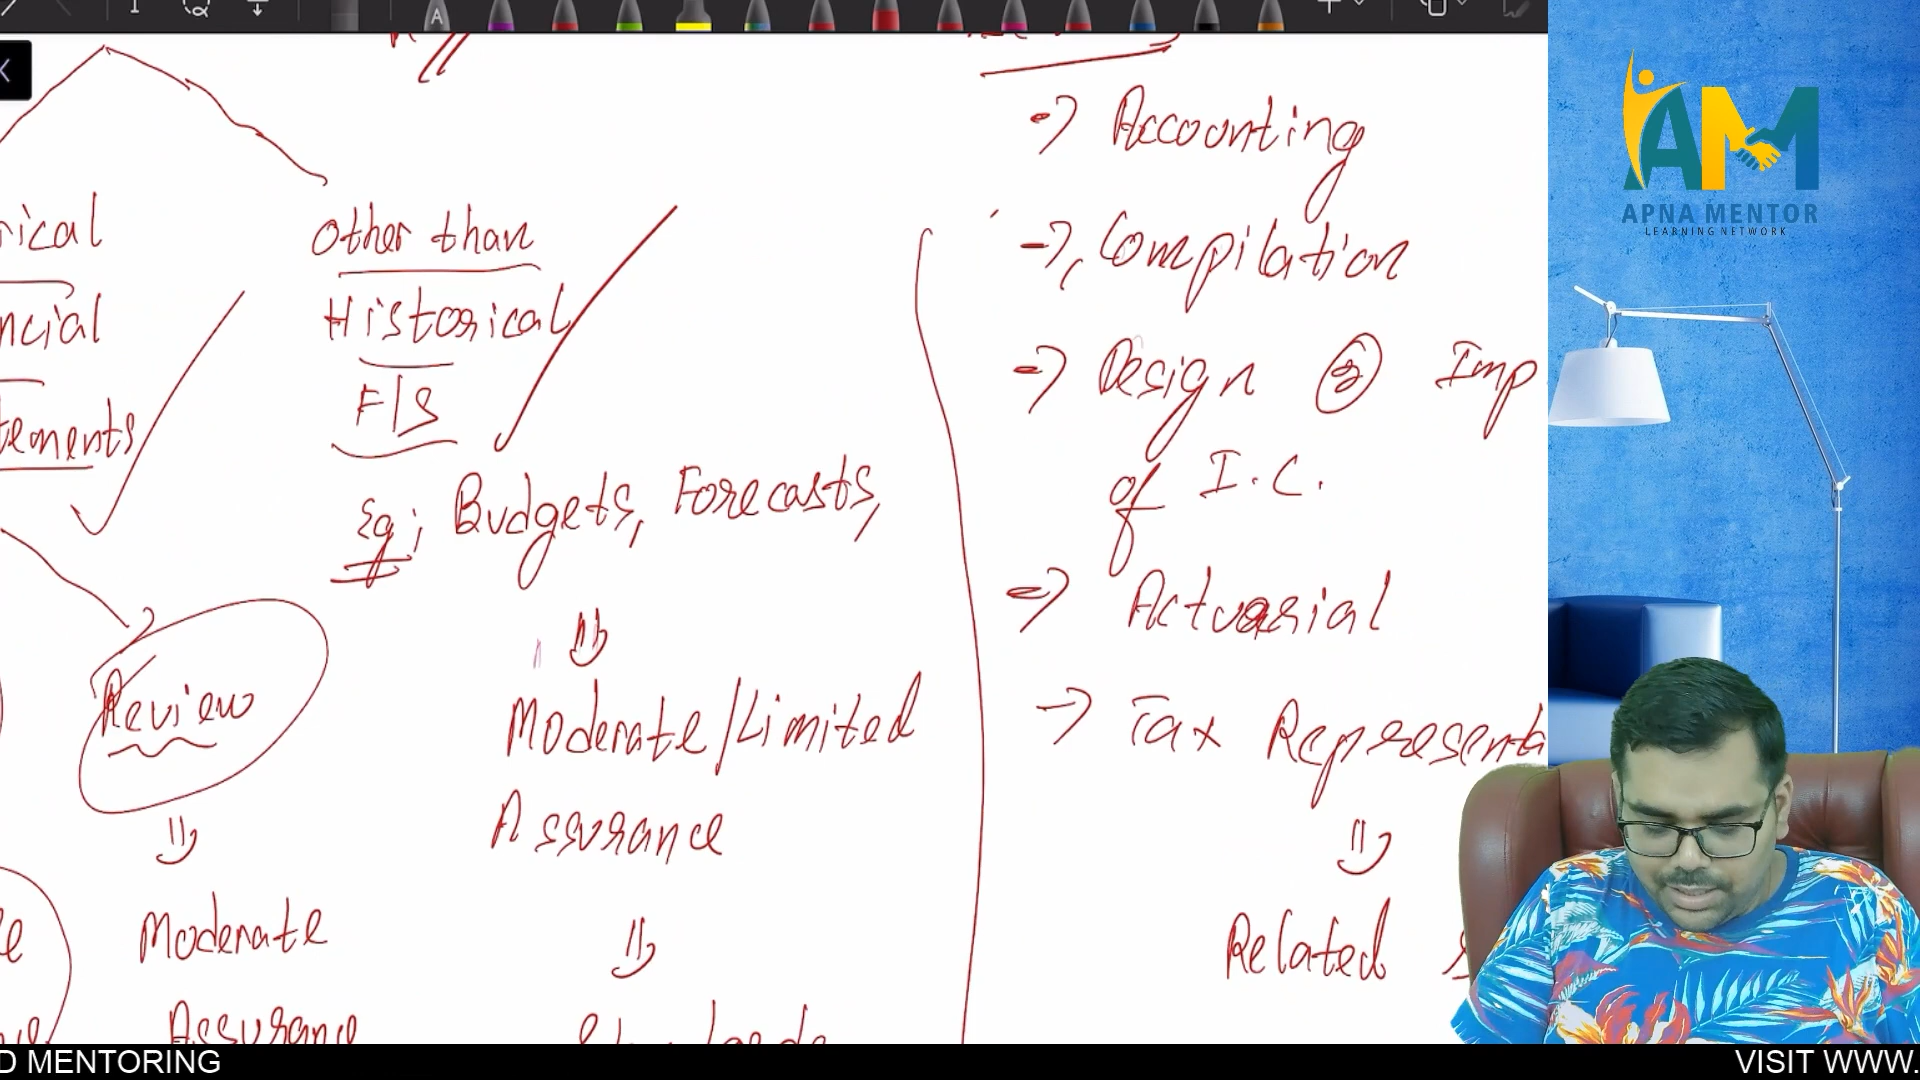 Accounting
Compilation
Design & Imp
of I.C.
Actuarial
Tax Representa
Related
rical
ncial
tements
Other than
Historical
F/S
Eg; Budgets, Forecasts,
Review
Moderate/Limited
Assurance
Moderate
Assurance
APNA MENTOR
LEARNING NETWORK
D MENTORING
VISIT WWW.